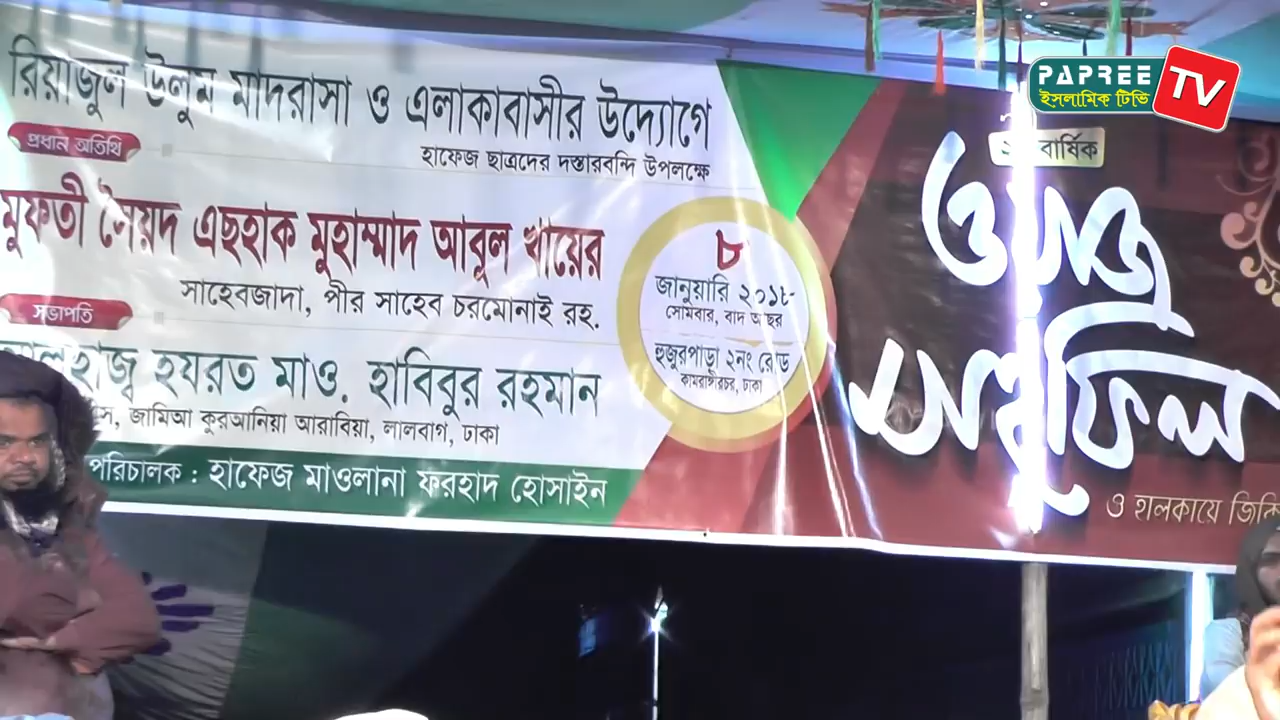 রিয়াজুল উলুম মাদরাসা ও এলাকাবাসীর উদ্যোগে
হাফেজ ছাত্রদের দস্তারবন্দি উপলক্ষে
প্রধান অতিথি
মুফতী সৈয়দ এছহাক মুহাম্মাদ আবুল খায়ের
সাহেবজাদা, পীর সাহেব চরমোনাই রহ.
সভাপতি
হযরত মাও. হাবিবুর রহমান
জামিআ কুরআনিয়া আরাবিয়া, লালবাগ, ঢাকা
পরিচালক : হাফেজ মাওলানা ফরহাদ হোসাইন
৮
জানুয়ারি ২০১৮
সোমবার, বাদ আছর
হুজুরপাড়া ২নং রোড
কামরাঙ্গীরচর, ঢাকা
বার্ষিক
ওয়াজ
মাহফিল
ও হালকায়ে
PAPREE TV
ইসলামিক টিভি